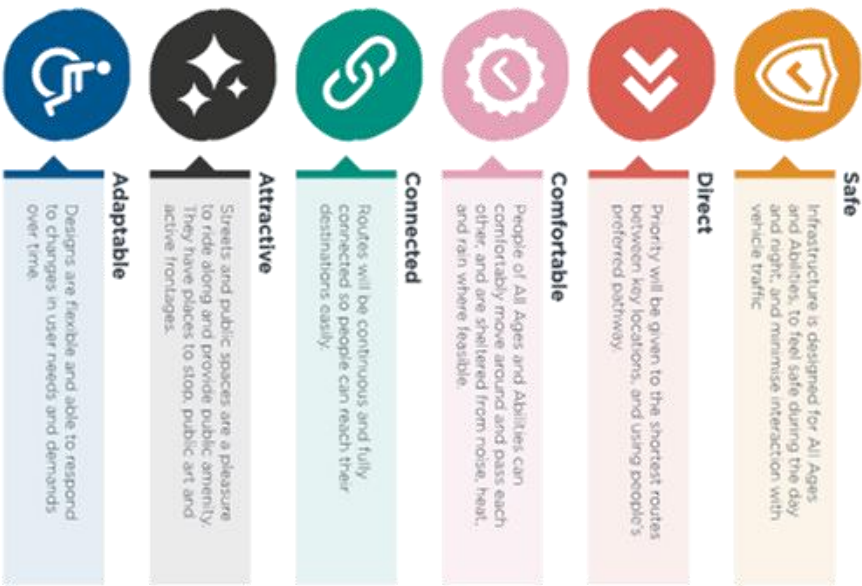 Safe
Infrastructure is designed for All Ages
and Abilities, to feel safe during the day
and night, and minimise interaction with
vehicle traffic
Direct
Priority will be given to the shortest routes
between key locations, and using people's
preferred pathway.
Comfortable
People of All Ages and Abilities can
comfortably move around and pass each
other, and are sheltered from noise, heat,
and rain where feasible.
Connected
Routes will be continuous and fully
connected so people can reach their
destinations easily.
Attractive
Streets and public spaces are a pleasure
to ride along and provide public amenity.
They have places to stop, public art and
active frontages.
Adaptable
Designs are flexible and able to respond
to changes in user needs and demands
over time.